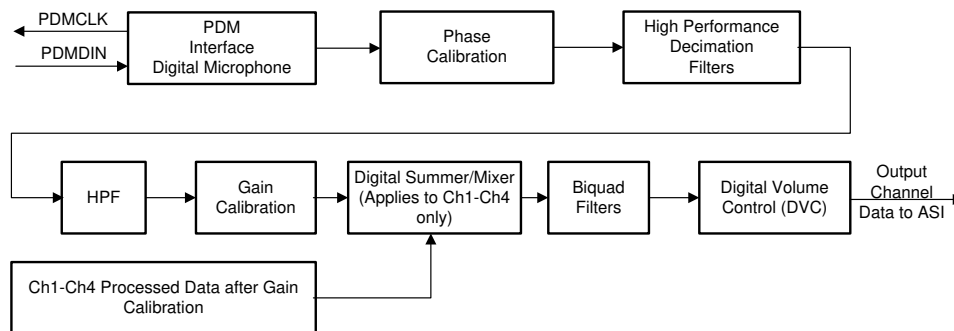 PDMCLK
PDMDIN
PDM
Interface
Digital Microphone
Phase
Calibration
High Performance
Decimation
Filters
HPF
Gain
Calibration
Digital Summer/Mixer
(Applies to Ch1-Ch4
only)
Biquad
Filters
Digital Volume
Control (DVC)
Output
Channel
Data to ASI
Ch1-Ch4 Processed Data after Gain
Calibration